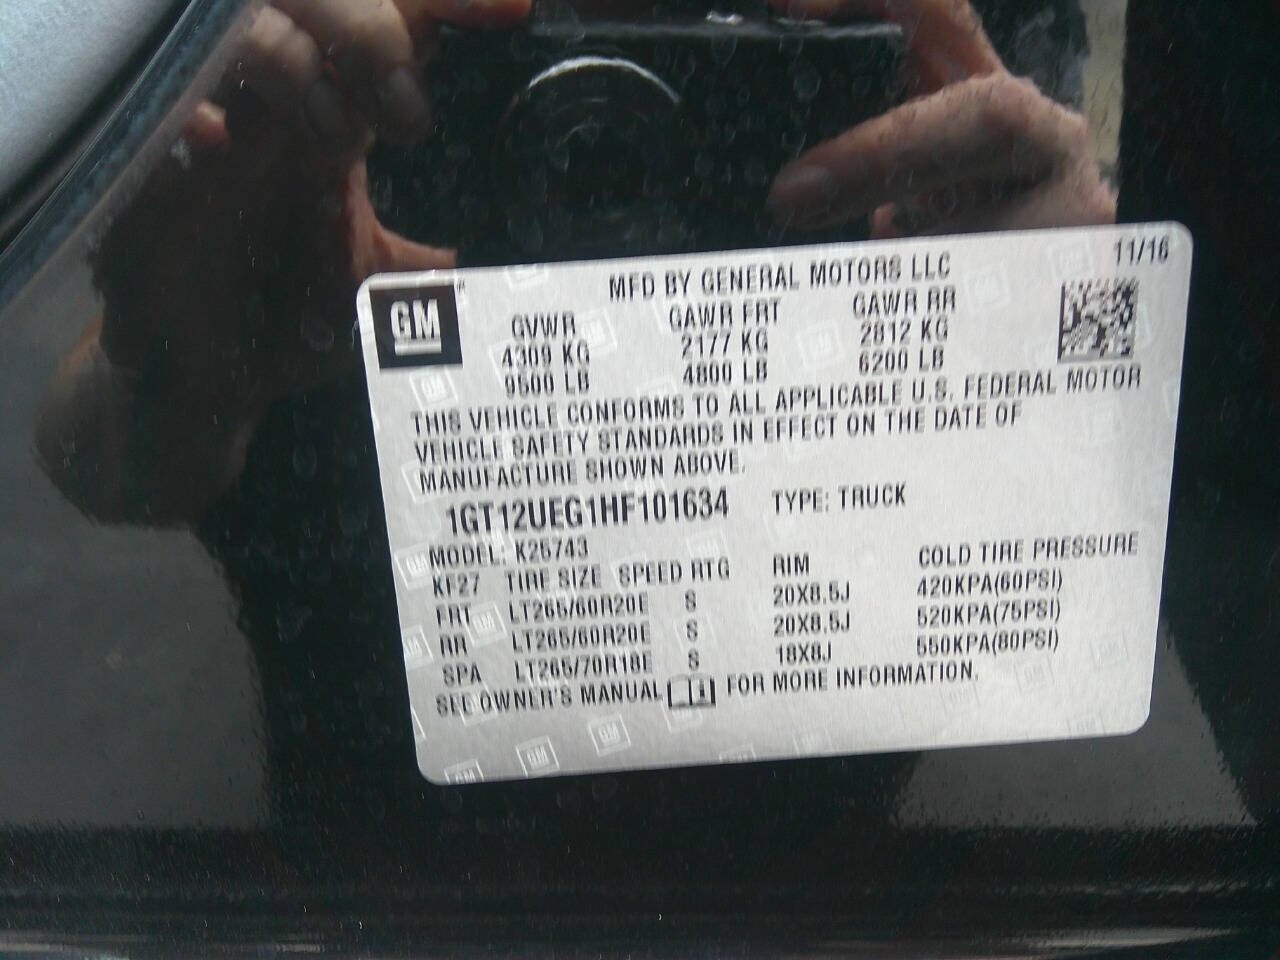 11/16
MFD BY GENERAL MOTORS LLC
GM
GVWR GAWR FRT GAWR RR
4309 KG 2177 KG 2812 KG
9500 LB 4800 LB 6200 LB
THIS VEHICLE CONFORMS TO ALL APPLICABLE U.S. FEDERAL MOTOR
VEHICLE SAFETY STANDARDS IN EFFECT ON THE DATE OF
MANUFACTURE SHOWN ABOVE.
1GT12UEG1HF101634 TYPE: TRUCK
MODEL: K25743
KF27 TIRE SIZE SPEED RTG RIM COLD TIRE PRESSURE
FRT LT265/60R20E S 20X8.5J 420KPA(60PSI)
RR LT265/60R20E S 20X8.5J 520KPA(75PSI)
SPA LT265/70R18E S 18X8J 550KPA(80PSI)
SEE OWNER'S MANUAL FOR MORE INFORMATION.